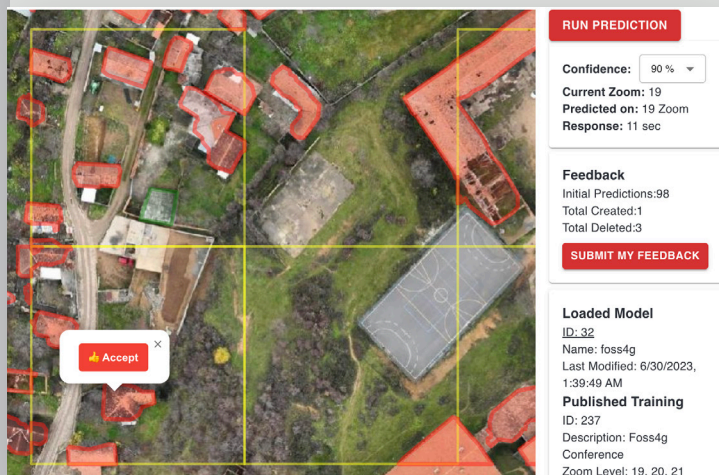 RUN PREDICTION
Confidence: 90 %
Current Zoom: 19
Predicted on: 19 Zoom
Response: 11 sec
Feedback
Initial Predictions:98
Total Created:1
Total Deleted:3
SUBMIT MY FEEDBACK
Loaded Model
ID: 32
Name: foss4g
Last Modified: 6/30/2023,
1:39:49 AM
Published Training
ID: 237
Description: Foss4g
Conference
Zoom Level: 19, 20, 21
👍 Accept